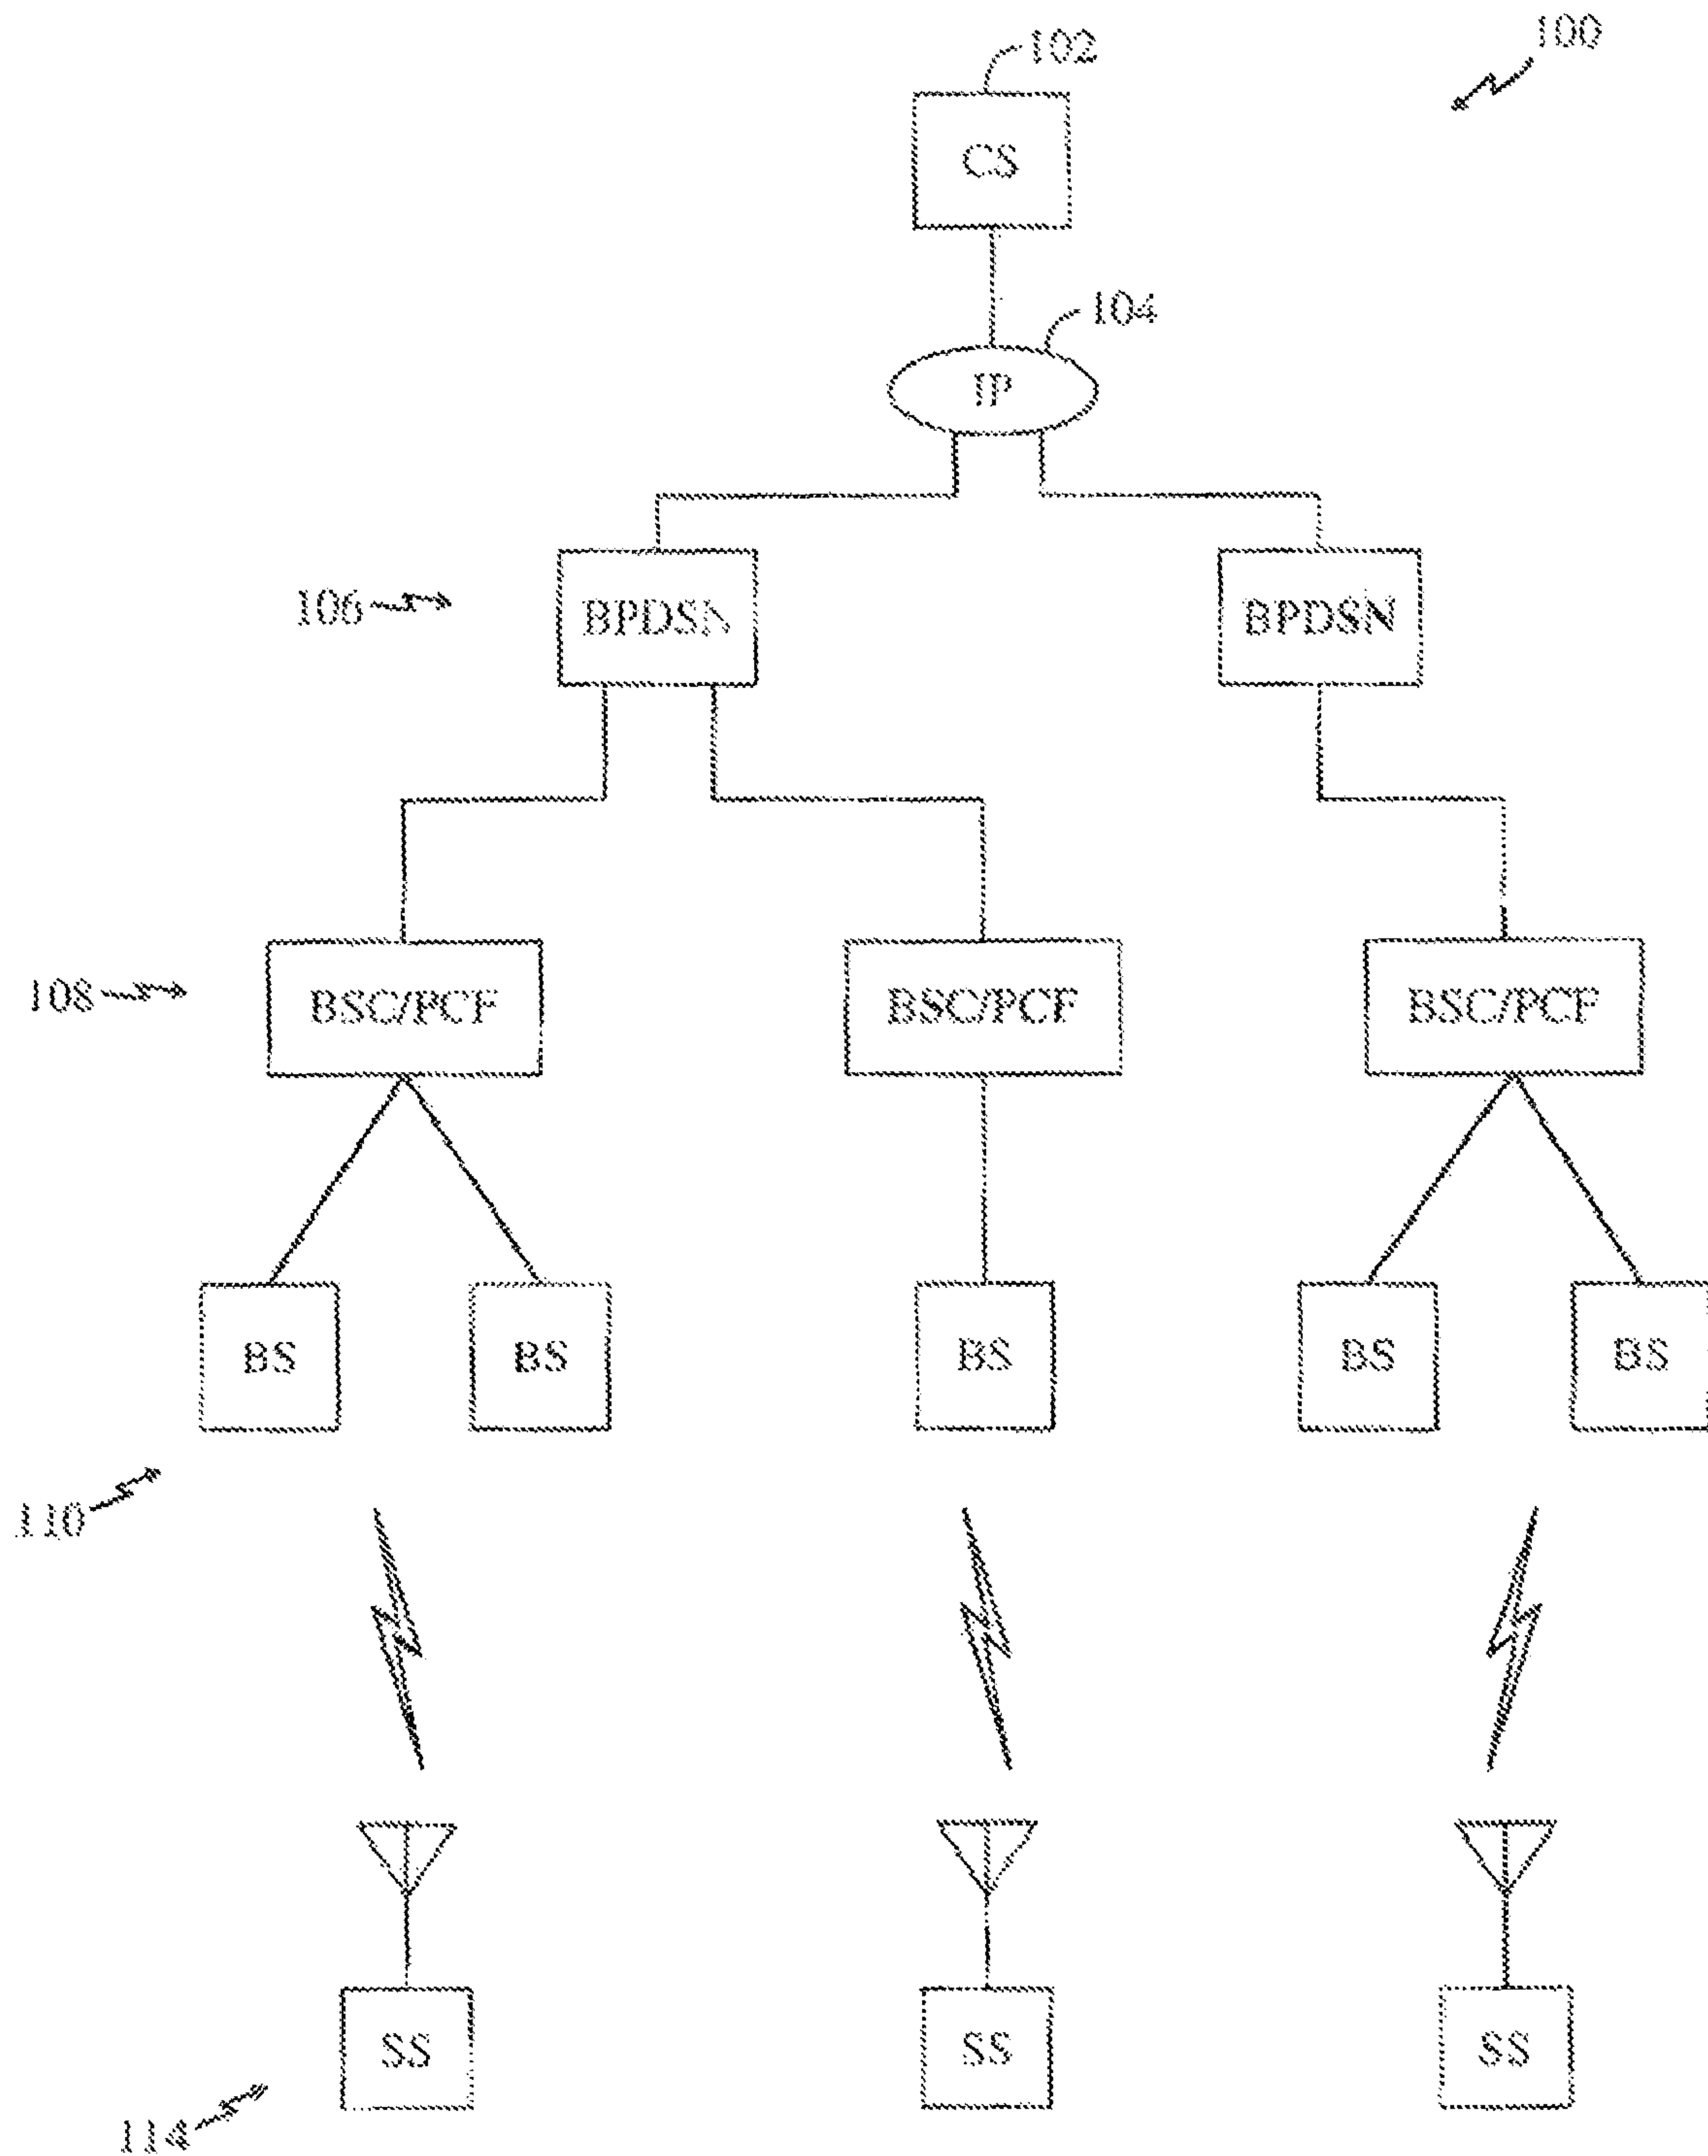 102
100
CS
104
IP
106
BPDSN
BPDSN
108
BSC/PCF
BSC/PCF
BSC/PCF
BS
BS
BS
BS
BS
110
SS
SS
SS
114